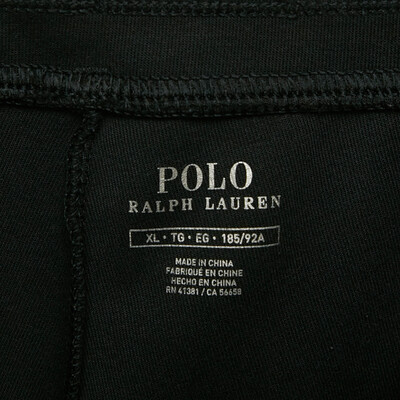 POLO
RALPH LAUREN
XL • TG • EG • 185/92A
MADE IN CHINA
FABRIQUÉ EN CHINE
HECHO EN CHINA
RN 41381 / CA 56658